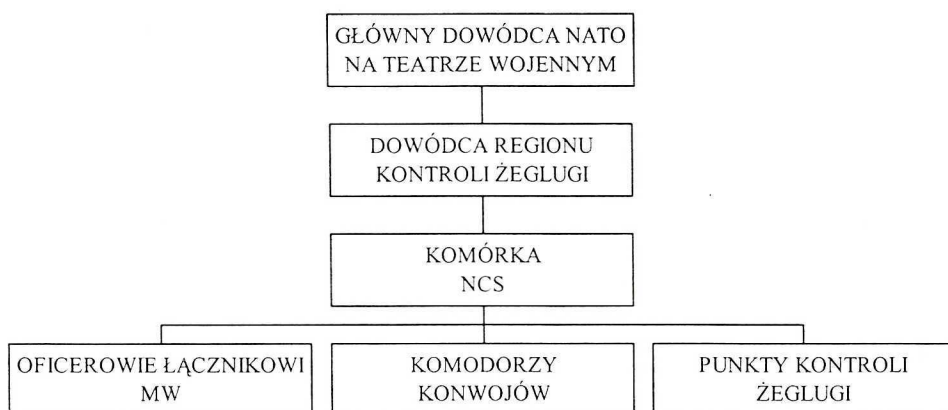 GŁÓWNY DOWÓDCA NATO
NA TEATRZE WOJENNYM
DOWÓDCA REGIONU
KONTROLI ŻEGLUGI
KOMÓRKA
NCS
OFICEROWIE ŁĄCZNIKOWI
MW
KOMODORZY
KONWOJÓW
PUNKTY KONTROLI
ŻEGLUGI